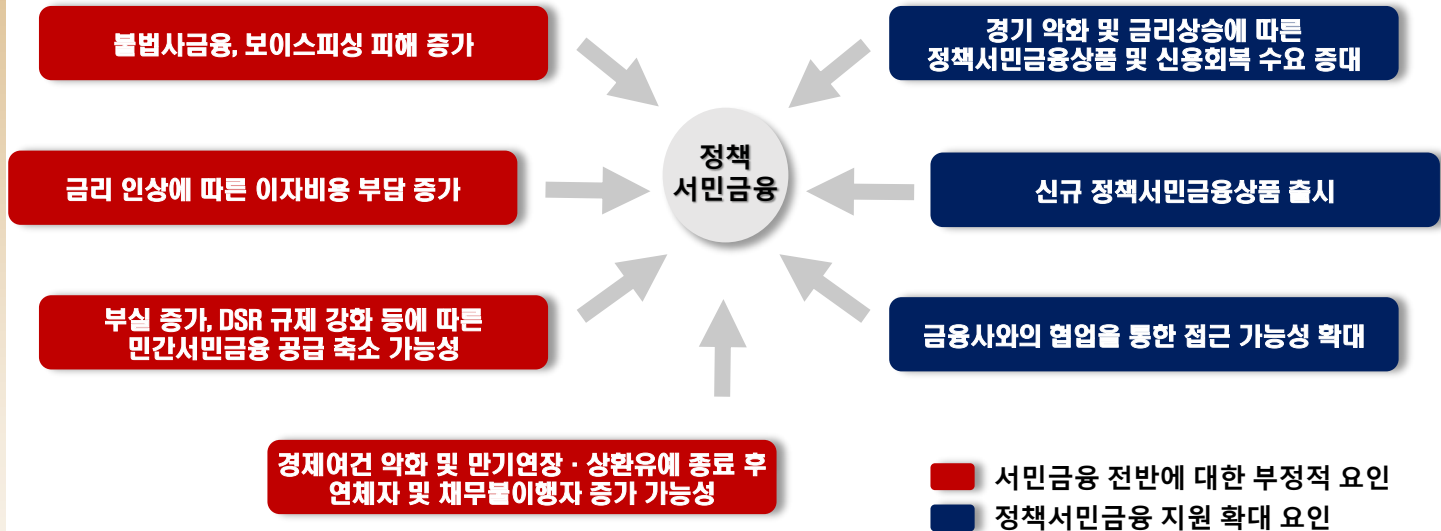 불법사금융, 보이스피싱 피해 증가
금리 인상에 따른 이자비용 부담 증가
부실 증가, DSR 규제 강화 등에 따른
민간서민금융 공급 축소 가능성
경제여건 악화 및 만기연장·상환유예 종료 후
연체자 및 채무불이행자 증가 가능성
정책
서민금융
경기 악화 및 금리상승에 따른
정책서민금융상품 및 신용회복 수요 증대
신규 정책서민금융상품 출시
금융사와의 협업을 통한 접근 가능성 확대
서민금융 전반에 대한 부정적 요인
정책서민금융 지원 확대 요인